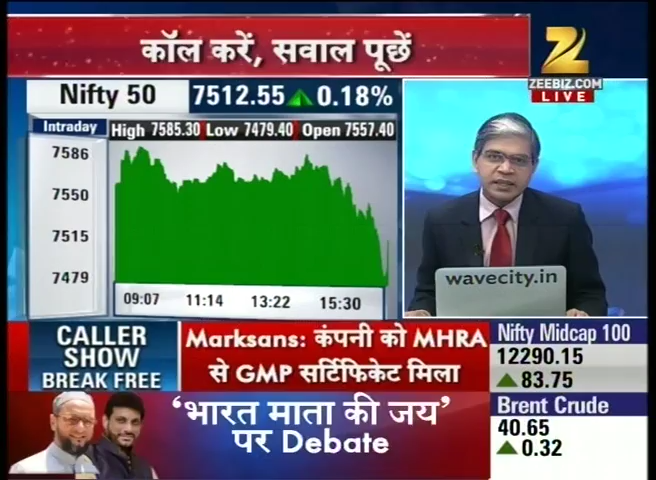 कॉल करें, सवाल पूछें
Z
ZEEBIZ.COM
LIVE
Nifty 50 7512.55 0.18%
Intraday High 7585.30 Low 7479.40 Open 7557.40
7586
7550
7515
7479
09:07 11:14 13:22 15:30
wavecity.in
CALLER
SHOW
BREAK FREE
Marksans: कंपनी को MHRA
से GMP सर्टिफिकेट मिला
Nifty Midcap 100
12290.15
83.75
‘भारत माता की जय’
पर Debate
Brent Crude
40.65
0.32